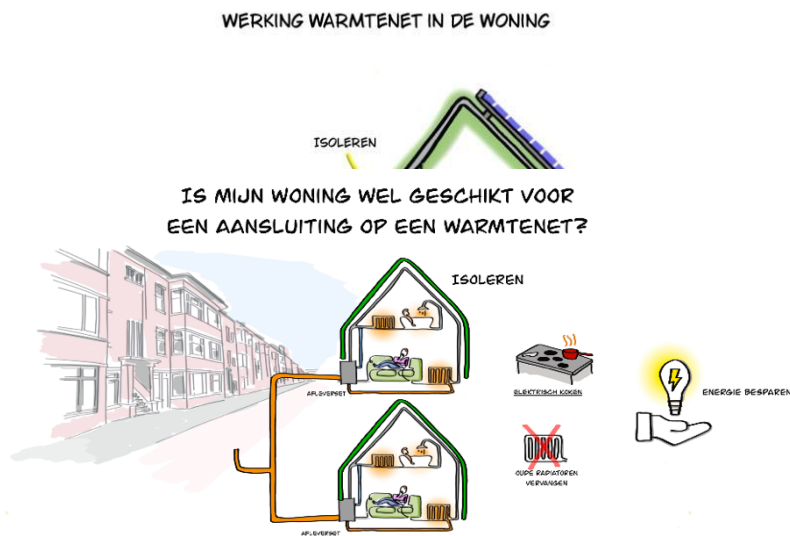 WERKING WARMTENET IN DE WONING
ISOLEREN
IS MIJN WONING WEL GESCHIKT VOOR
EEN AANSLUITING OP EEN WARMTENET?
ISOLEREN
AFLEVERSET
ELEKTRISCH KOKEN
ENERGIE BESPAREN
OUDE RADIATOREN
VERVANGEN
AFLEVERSET